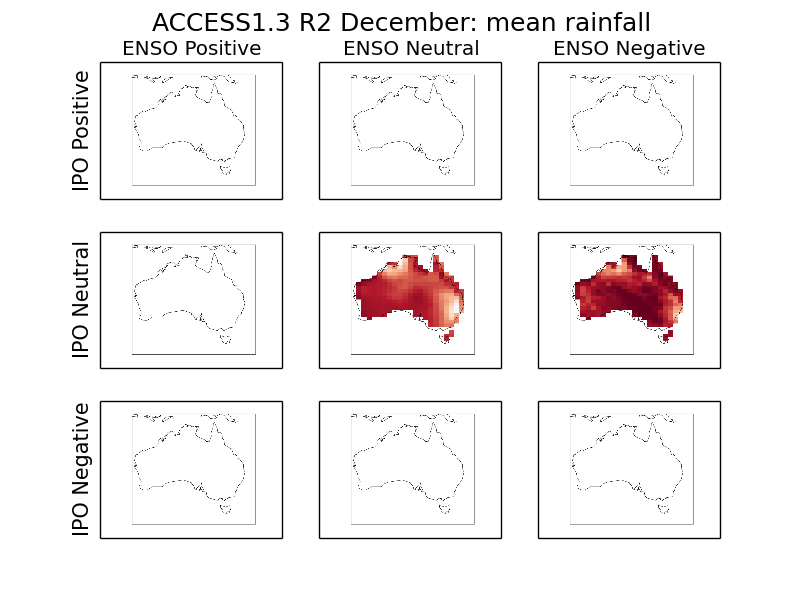 ACCESS1.3 R2 December: mean rainfall
ENSO Positive
ENSO Neutral
ENSO Negative
IPO Positive
IPO Neutral
IPO Negative